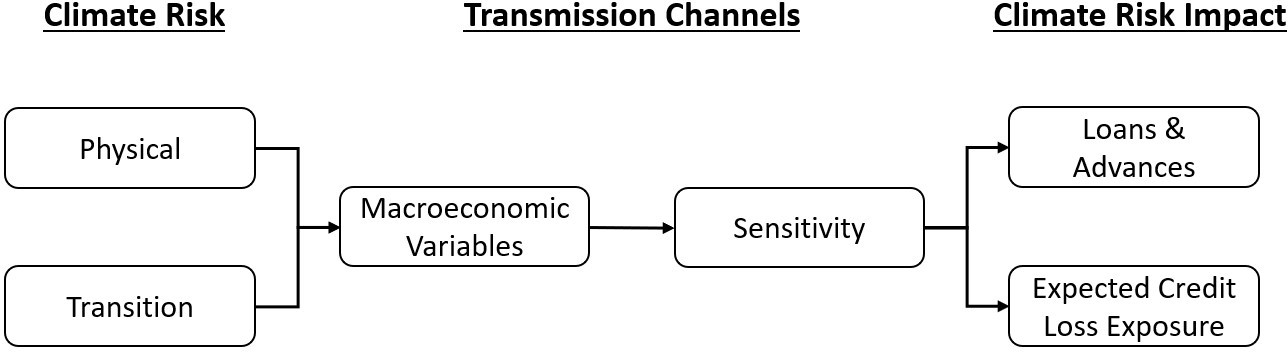 Climate Risk
Transmission Channels
Climate Risk Impact
Physical
Transition
Macroeconomic
Variables
Sensitivity
Loans &
Advances
Expected Credit
Loss Exposure